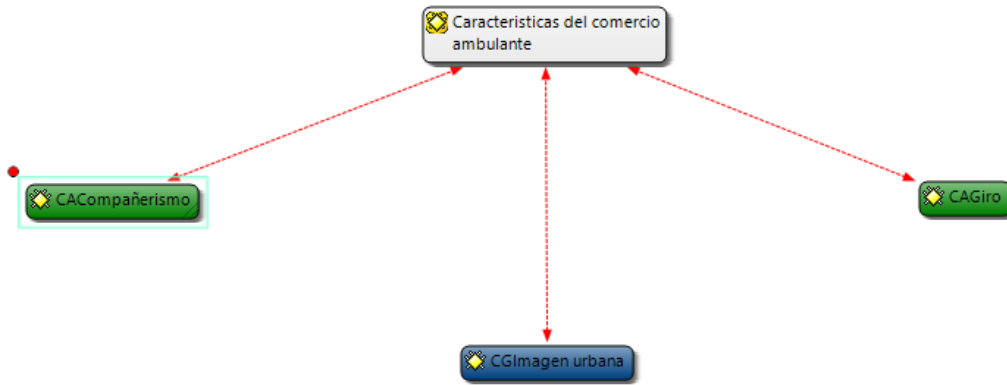 Caracteristicas del comercio
ambulante
CACompañerismo
CAGiro
CGImagen urbana